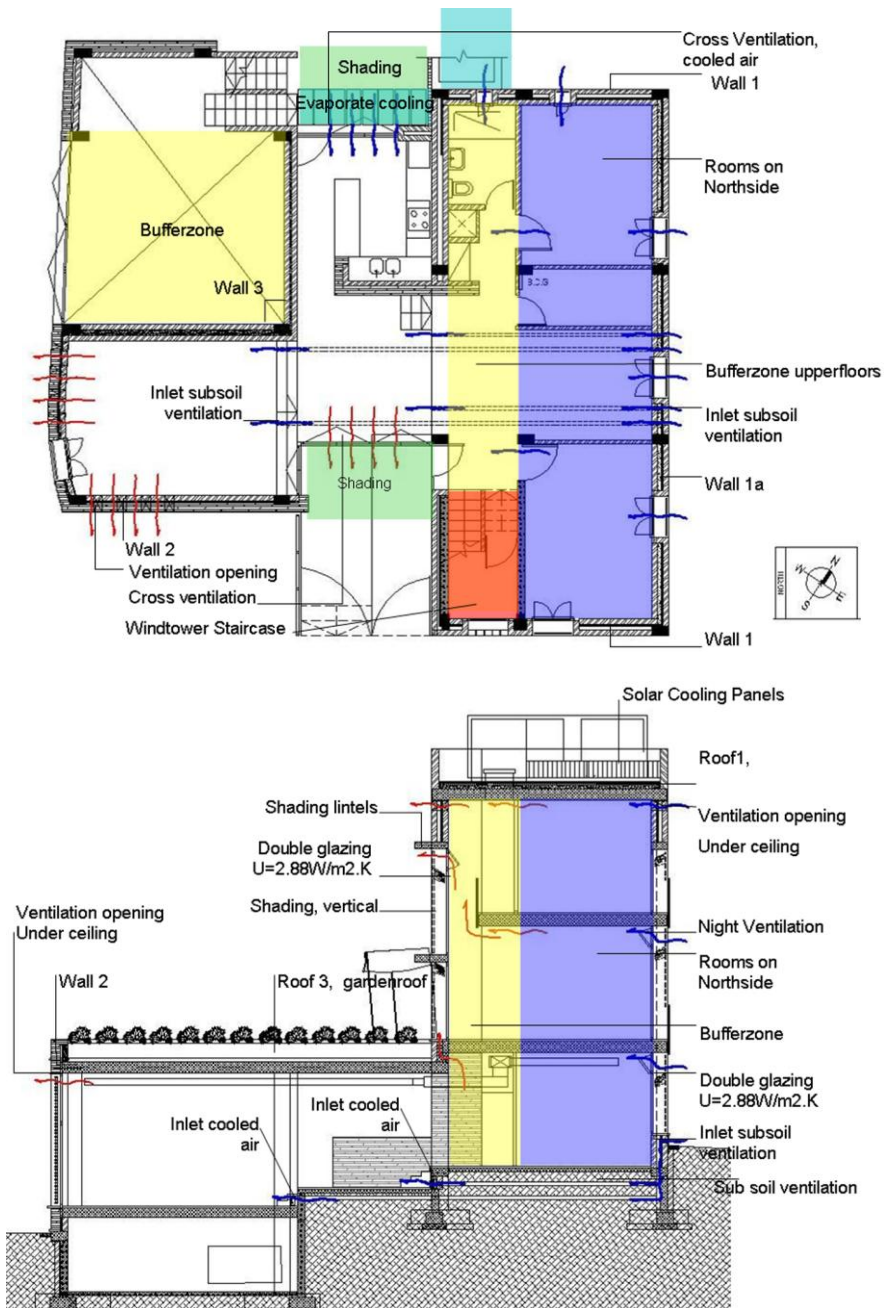 Cross Ventilation,
cooled air
Wall 1
Shading
Evaporate cooling
Rooms on
Northside
Bufferzone
Wall 3
B.C.G
Bufferzone upperfloors
Inlet subsoil
ventilation
Inlet subsoil
ventilation
Shading
Wall 1a
Wall 2
Ventilation opening
Cross ventilation
Windtower Staircase
NORTH
N
W
E
S
Wall 1
Solar Cooling Panels
Roof1,
Shading lintels
Ventilation opening
Under ceiling
Double glazing
U=2.88W/m2.K
Shading, vertical
Ventilation opening
Under ceiling
Night Ventilation
Rooms on
Northside
Wall 2
Roof 3, gardenroof
Bufferzone
Double glazing
U=2.88W/m2.K
Inlet cooled
air
Inlet cooled
air
Inlet subsoil
ventilation
Sub soil ventilation